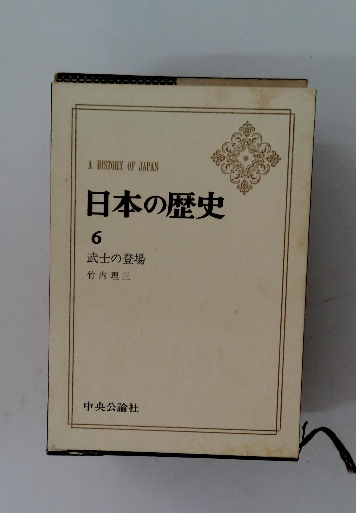 A HISTORY OF JAPAN
日本の歴史
6
武士の登場
竹内理三
中央公論社